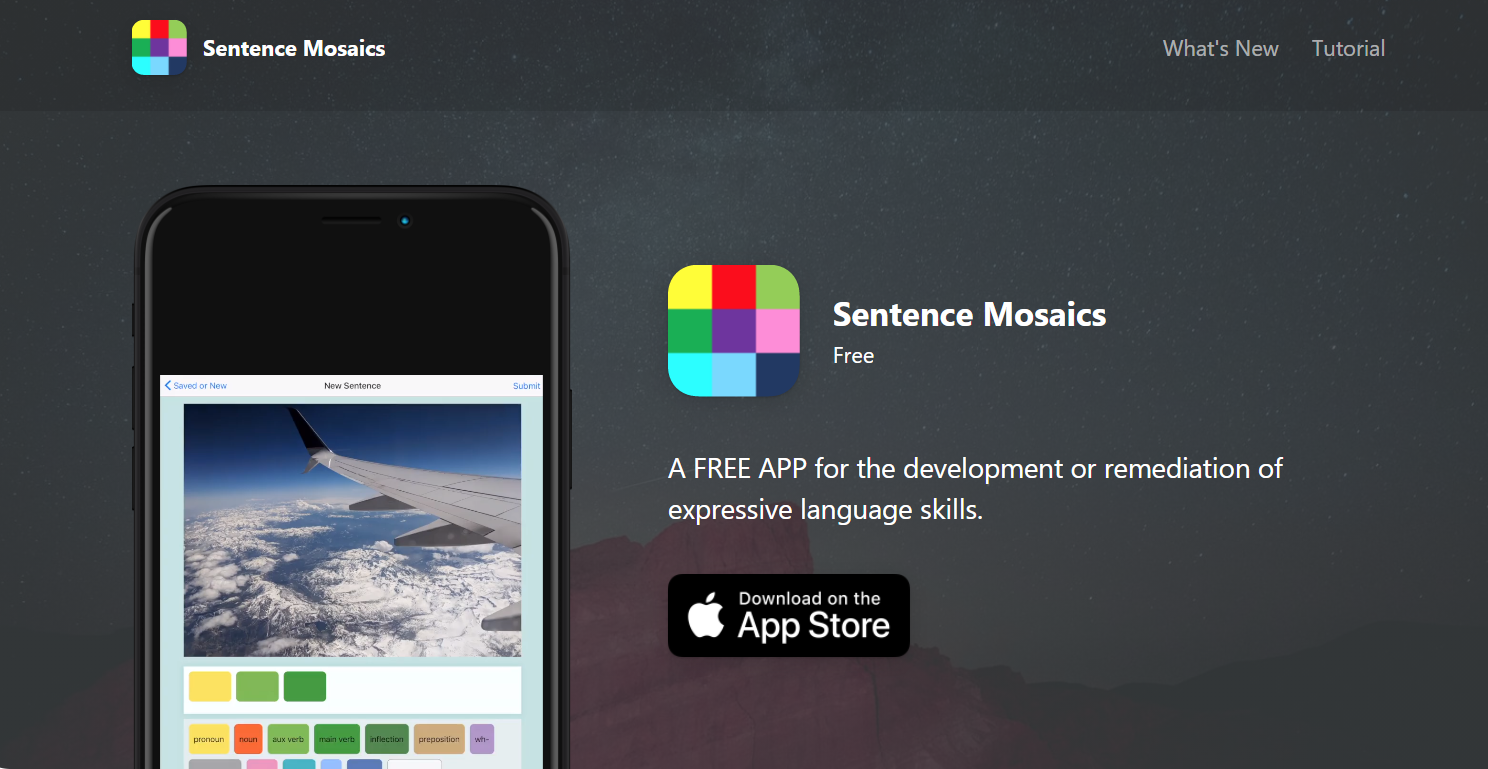 Sentence Mosaics
What's New
Tutorial
Saved or New
New Sentence
Submit
pronoun
noun
aux verb
main verb
inflection
preposition
wh-
Sentence Mosaics
Free
A FREE APP for the development or remediation of
expressive language skills.
Download on the
App Store